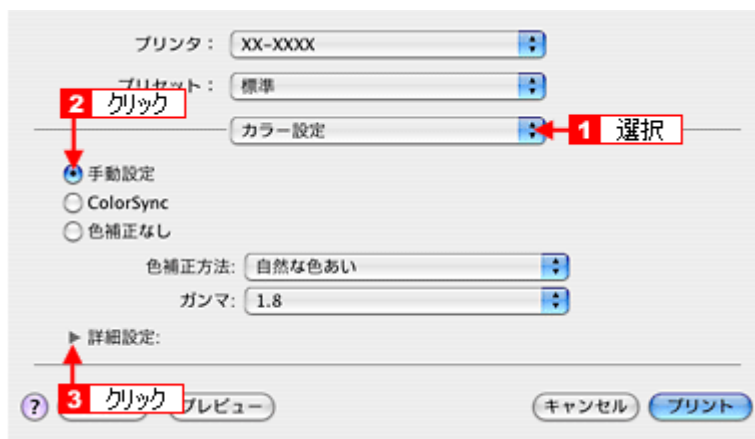 プリンタ： XX-XXXX
プリセット： 標準
2 クリック
カラー設定
1 選択
手動設定
ColorSync
色補正なし
色補正方法: 自然な色あい
ガンマ: 1.8
詳細設定:
3 クリック
? プレビュー キャンセル プリント